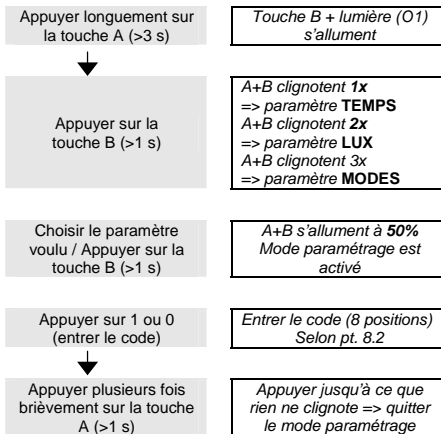 Appuyer longuement sur
la touche A (>3 s)
Touche B + lumière (O1)
s'allument
Appuyer sur la
touche B (>1 s)
A+B clignotent 1x
=> paramètre TEMPS
A+B clignotent 2x
=> paramètre LUX
A+B clignotent 3x
=> paramètre MODES
Choisir le paramètre
voulu / Appuyer sur la
touche B (>1 s)
A+B s'allument à 50%
Mode paramétrage est
activé
Appuyer sur 1 ou 0
(entrer le code)
Entrer le code (8 positions)
Selon pt. 8.2
Appuyer plusieurs fois
brièvement sur la touche
A (>1 s)
Appuyer jusqu'à ce que
rien ne clignote => quitter
le mode paramétrage